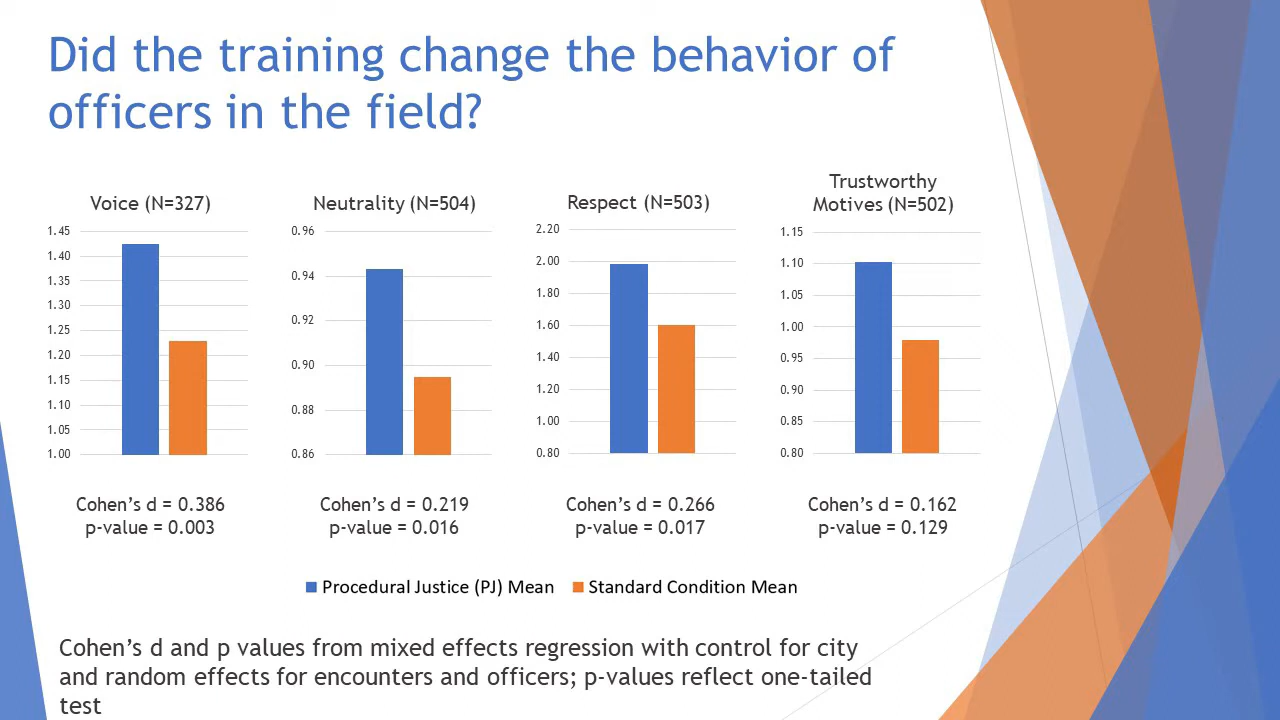 Did the training change the behavior of
officers in the field?
Voice (N=327)
1.45
1.40
1.35
1.30
1.25
1.20
1.15
1.10
1.05
1.00
Cohen’s d = 0.386
p-value = 0.003
Neutrality (N=504)
0.96
0.94
0.92
0.90
0.88
0.86
Cohen’s d = 0.219
p-value = 0.016
Respect (N=503)
2.20
2.00
1.80
1.60
1.40
1.20
1.00
0.80
Cohen’s d = 0.266
p-value = 0.017
Trustworthy
Motives (N=502)
1.15
1.10
1.05
1.00
0.95
0.90
0.85
0.80
Cohen’s d = 0.162
p-value = 0.129
Procedural Justice (PJ) Mean
Standard Condition Mean
Cohen’s d and p values from mixed effects regression with control for city
and random effects for encounters and officers; p-values reflect one-tailed
test